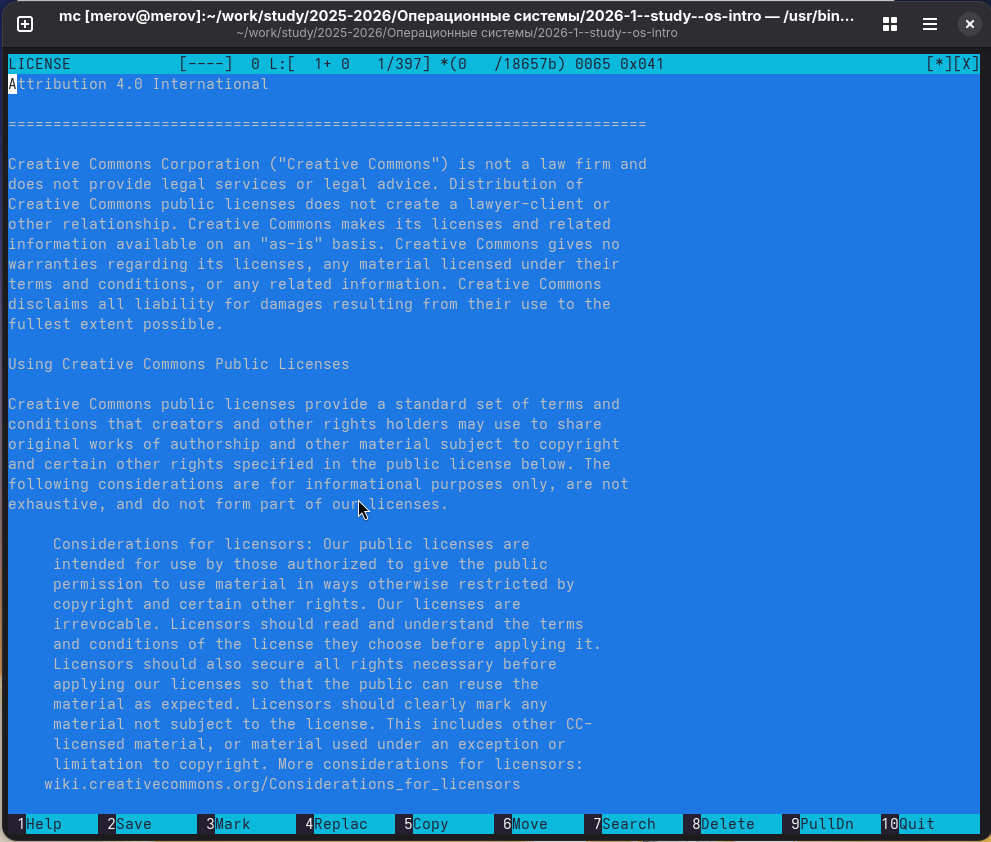 mc [merov@merov]:~/work/study/2025-2026/Операционные системы/2026-1--study--os-intro — /usr/bin…
~/work/study/2025-2026/Операционные системы/2026-1--study--os-intro
LICENSE            [----]  0 L:[  1+ 0   1/397] *(0   /18657b) 0065 0x041                             [*][X]
Attribution 4.0 International
=======================================================================
Creative Commons Corporation ("Creative Commons") is not a law firm and
does not provide legal services or legal advice. Distribution of
Creative Commons public licenses does not create a lawyer-client or
other relationship. Creative Commons makes its licenses and related
information available on an "as-is" basis. Creative Commons gives no
warranties regarding its licenses, any material licensed under their
terms and conditions, or any related information. Creative Commons
disclaims all liability for damages resulting from their use to the
fullest extent possible.
Using Creative Commons Public Licenses
Creative Commons public licenses provide a standard set of terms and
conditions that creators and other rights holders may use to share
original works of authorship and other material subject to copyright
and certain other rights specified in the public license below. The
following considerations are for informational purposes only, are not
exhaustive, and do not form part of our licenses.
     Considerations for licensors: Our public licenses are
     intended for use by those authorized to give the public
     permission to use material in ways otherwise restricted by
     copyright and certain other rights. Our licenses are
     irrevocable. Licensors should read and understand the terms
     and conditions of the license they choose before applying it.
     Licensors should also secure all rights necessary before
     applying our licenses so that the public can reuse the
     material as expected. Licensors should clearly mark any
     material not subject to the license. This includes other CC-
     licensed material, or material used under an exception or
     limitation to copyright. More considerations for licensors:
    wiki.creativecommons.org/Considerations_for_licensors
1Help 2Save 3Mark 4Replac 5Copy 6Move 7Search 8Delete 9PullDn 10Quit